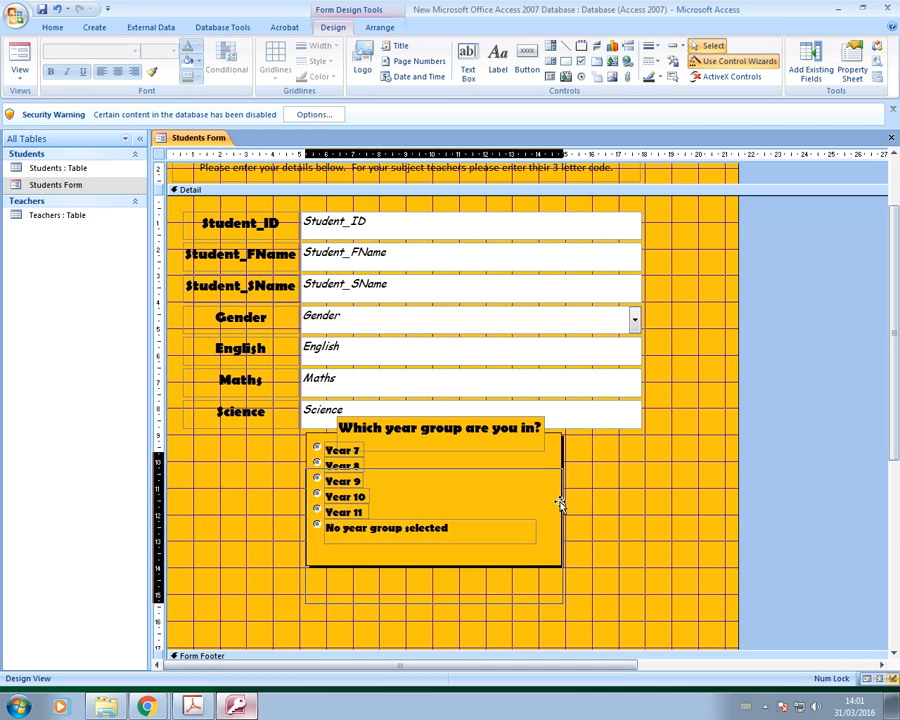 Form Design Tools
New Microsoft Office Access 2007 Database : Database (Access 2007) - Microsoft Access
Home
Create
External Data
Database Tools
Acrobat
Design
Arrange
View
Views
B I U
A
Conditional
Font
Gridlines
Width
Style
Color
Gridlines
Logo
Title
Page Numbers
Date and Time
ab|
Text Box
Aa
Label
XXXX
Button
Controls
Select
Use Control Wizards
ActiveX Controls
Add Existing Fields
Property Sheet
Tools
Security Warning
Certain content in the database has been disabled
Options...
All Tables
Students
Students : Table
Students Form
Teachers
Teachers : Table
Students Form
Please enter your details below. For your subject teachers please enter their 3 letter code.
Detail
Student_ID
Student_ID
Student_FName
Student_FName
Student_SName
Student_SName
Gender
Gender
English
English
Maths
Maths
Science
Science
Which year group are you in?
Year 7
Year 8
Year 9
Year 10
Year 11
No year group selected
Form Footer
Design View
Num Lock
14:01
31/03/2016